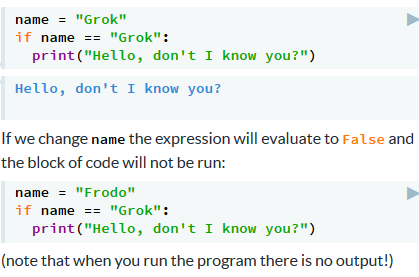 name = "Grok"
if name == "Grok":
  print("Hello, don't I know you?")
Hello, don't I know you?
If we change name the expression will evaluate to False and
the block of code will not be run:
name = "Frodo"
if name == "Grok":
  print("Hello, don't I know you?")
(note that when you run the program there is no output!)